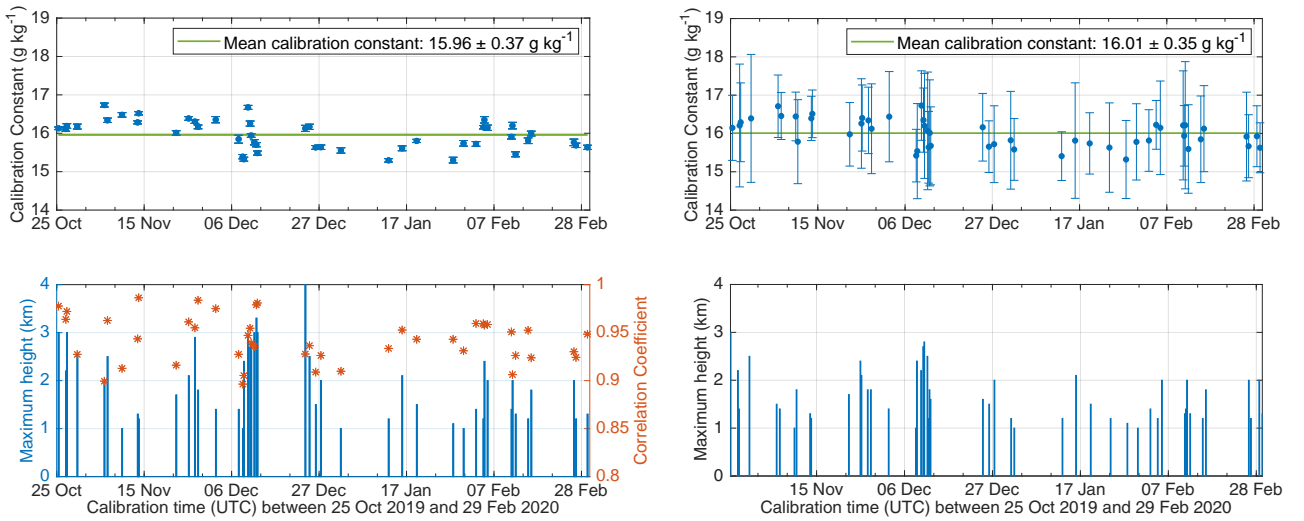 Calibration Constant (g kg-1)
19
18
17
16
15
14
Mean calibration constant: 15.96 ± 0.37 g kg-1
25 Oct 15 Nov 06 Dec 27 Dec 17 Jan 07 Feb 28 Feb
Calibration Constant (g kg-1)
19
18
17
16
15
14
Mean calibration constant: 16.01 ± 0.35 g kg-1
25 Oct 15 Nov 06 Dec 27 Dec 17 Jan 07 Feb 28 Feb
Maximum height (km)
4
3
2
1
0
1
0.95
0.9
0.85
0.8
Correlation Coefficient
25 Oct 15 Nov 06 Dec 27 Dec 17 Jan 07 Feb 28 Feb
Calibration time (UTC) between 25 Oct 2019 and 29 Feb 2020
Maximum height (km)
4
3
2
1
0
15 Nov 06 Dec 27 Dec 17 Jan 07 Feb 28 Feb
Calibration time (UTC) between 25 Oct 2019 and 29 Feb 2020